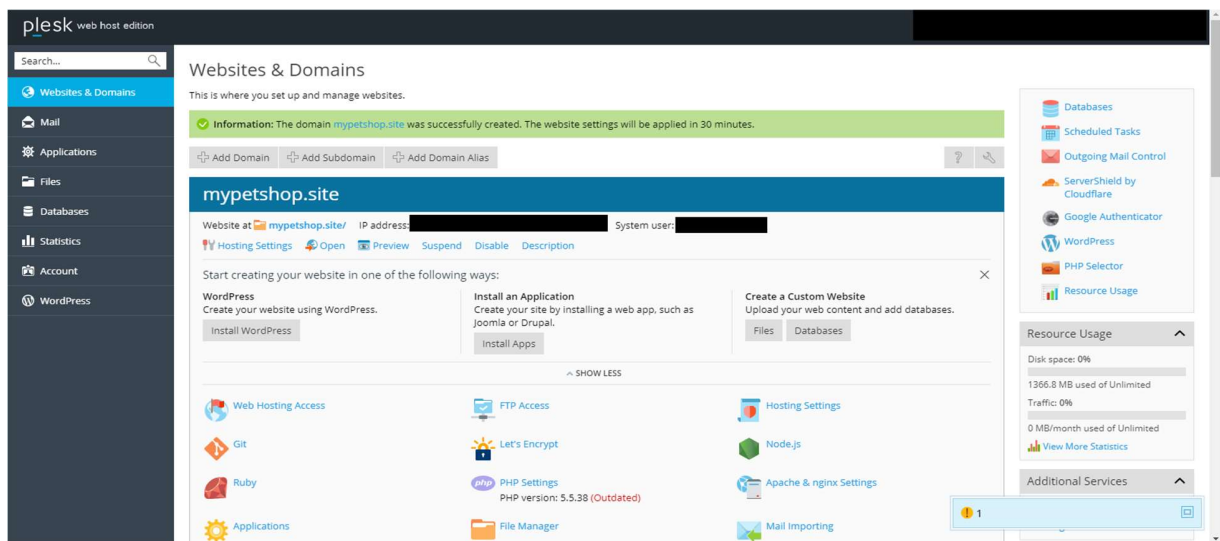 plesk web host edition
Search...
Websites & Domains
Mail
Applications
Files
Databases
Statistics
Account
WordPress
Websites & Domains
This is where you set up and manage websites.
Information: The domain mypetshop.site was successfully created. The website settings will be applied in 30 minutes.
Add Domain Add Subdomain Add Domain Alias
mypetshop.site
Website at mypetshop.site/ IP address: System user:
Hosting Settings Open Preview Suspend Disable Description
Start creating your website in one of the following ways:
WordPress
Create your website using WordPress.
Install WordPress
Install an Application
Create your site by installing a web app, such as
Joomla or Drupal.
Install Apps
Create a Custom Website
Upload your web content and add databases.
Files Databases
SHOW LESS
Web Hosting Access FTP Access Hosting Settings
Git Let's Encrypt Node.js
Ruby PHP Settings Apache & nginx Settings
php
PHP version: 5.5.38 (Outdated)
Applications File Manager Mail Importing
Databases
Scheduled Tasks
Outgoing Mail Control
ServerShield by
Cloudflare
Google Authenticator
WordPress
PHP Selector
Resource Usage
Resource Usage
Disk space: 0%
1366.8 MB used of Unlimited
Traffic: 0%
0 MB/month used of Unlimited
View More Statistics
Additional Services
1